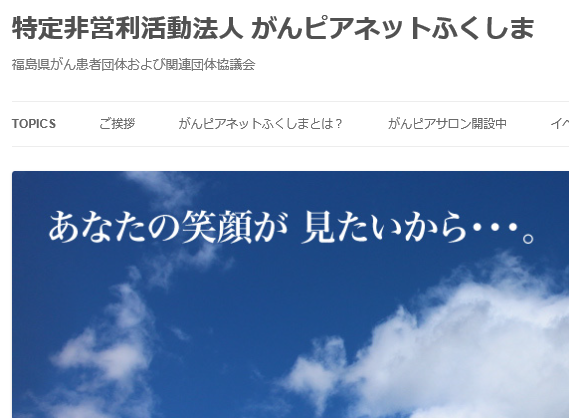 特定非営利活動法人 がんピアネットふくしま
福島県がん患者団体および関連団体協議会
TOPICS ご挨拶 がんピアネットふくしまとは? がんピアサロン開設中 イベ
あなたの笑顔が 見たいから・・・。